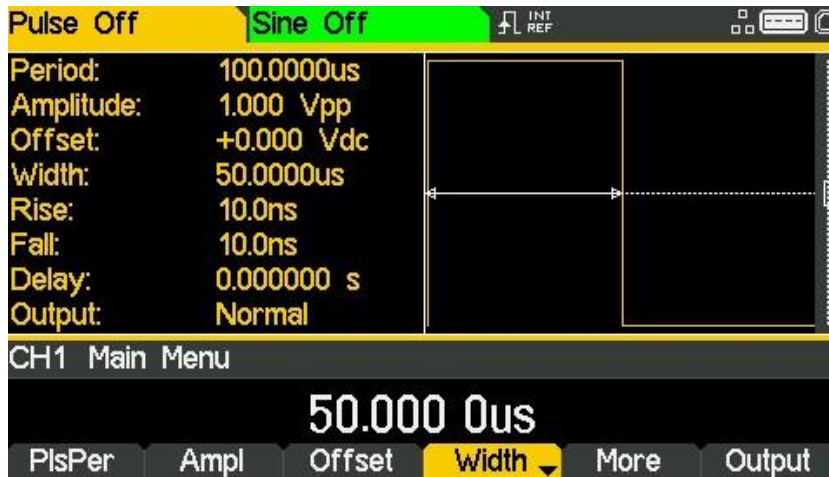 Pulse Off Sine Off INT REF
Period: 100.0000us
Amplitude: 1.000 Vpp
Offset: +0.000 Vdc
Width: 50.0000us
Rise: 10.0ns
Fall: 10.0ns
Delay: 0.000000 s
Output: Normal
CH1 Main Menu
50.000 0us
PlsPer Ampl Offset Width More Output